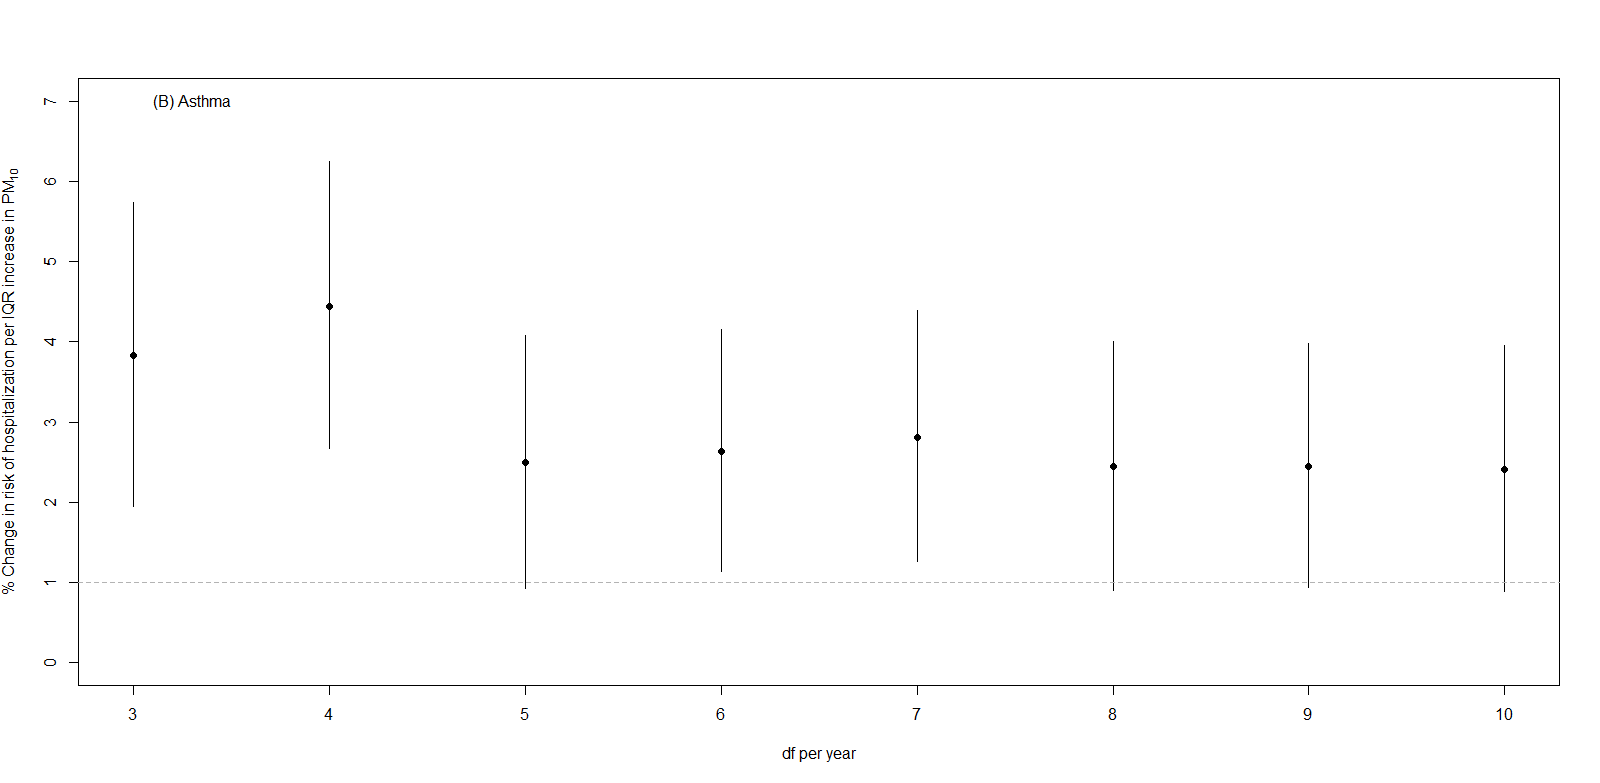 (B) Asthma
% Change in risk of hospitalization per IQR increase in PM10
7
6
5
4
3
2
1
0
3 4 5 6 7 8 9 10
df per year